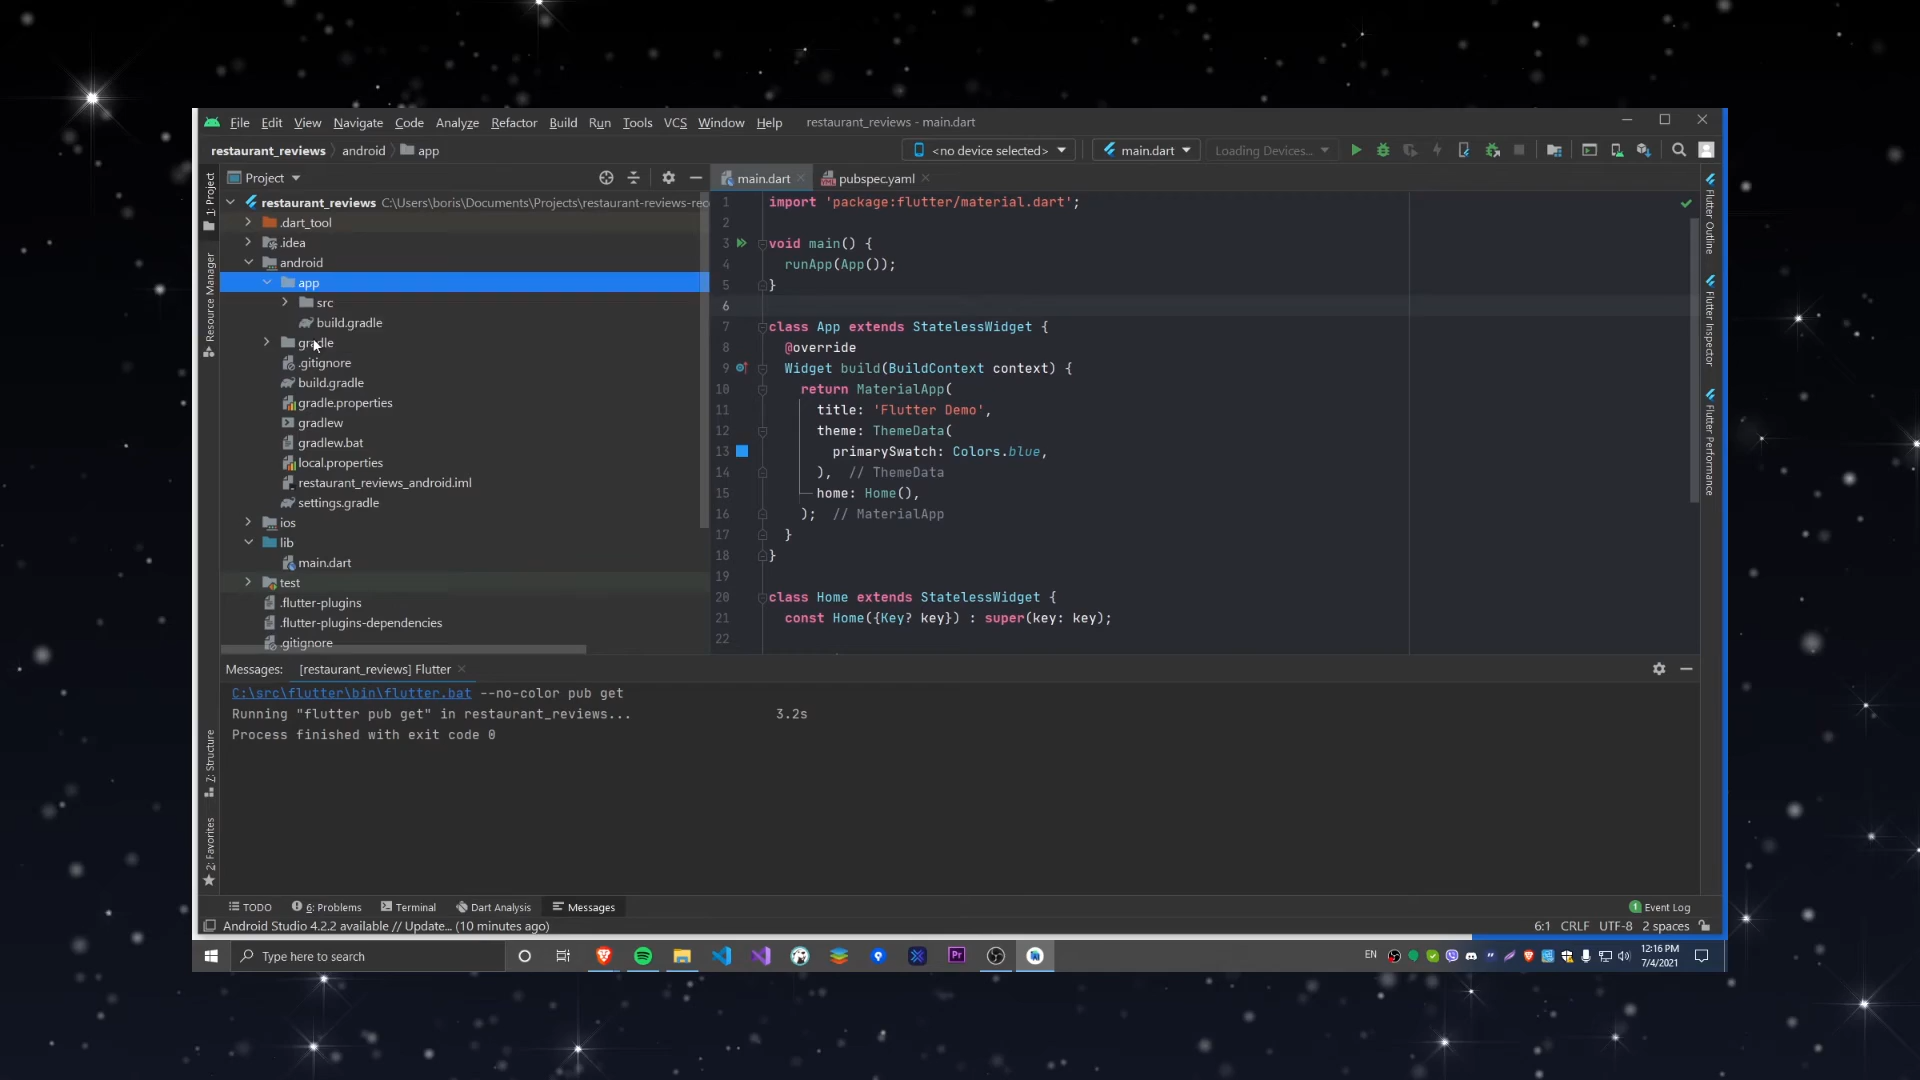 File Edit View Navigate Code Analyze Refactor Build Run Tools VCS Window Help restaurant_reviews - main.dart
restaurant_reviews android app <no device selected> main.dart Loading Devices...
Project
main.dart
pubspec.yaml
1: Project
Resource Manager
Z: Structure
2: Favorites
restaurant_reviews C:\Users\boris\Documents\Projects\restaurant-reviews-rec
.dart_tool
.idea
android
app
src
build.gradle
gradle
.gitignore
build.gradle
gradle.properties
gradlew
gradlew.bat
local.properties
restaurant_reviews_android.iml
settings.gradle
ios
lib
main.dart
test
.flutter-plugins
.flutter-plugins-dependencies
.gitignore
1 import 'package:flutter/material.dart';
2
3 void main() {
4 runApp(App());
5 }
6
7 class App extends StatelessWidget {
8 @override
9 Widget build(BuildContext context) {
10 return MaterialApp(
11 title: 'Flutter Demo',
12 theme: ThemeData(
13 primarySwatch: Colors.blue,
14 ), // ThemeData
15 home: Home(),
16 ); // MaterialApp
17 }
18 }
19
20 class Home extends StatelessWidget {
21 const Home({Key? key}) : super(key: key);
22
Flutter Outline
Flutter Inspector
Flutter Performance
Messages: [restaurant_reviews] Flutter
C:\src\flutter\bin\flutter.bat --no-color pub get
Running "flutter pub get" in restaurant_reviews... 3.2s
Process finished with exit code 0
TODO 6: Problems Terminal Dart Analysis Messages 1 Event Log
Android Studio 4.2.2 available // Update... (10 minutes ago) 6:1 CRLF UTF-8 2 spaces
Type here to search
Pr
EN
12:16 PM
7/4/2021